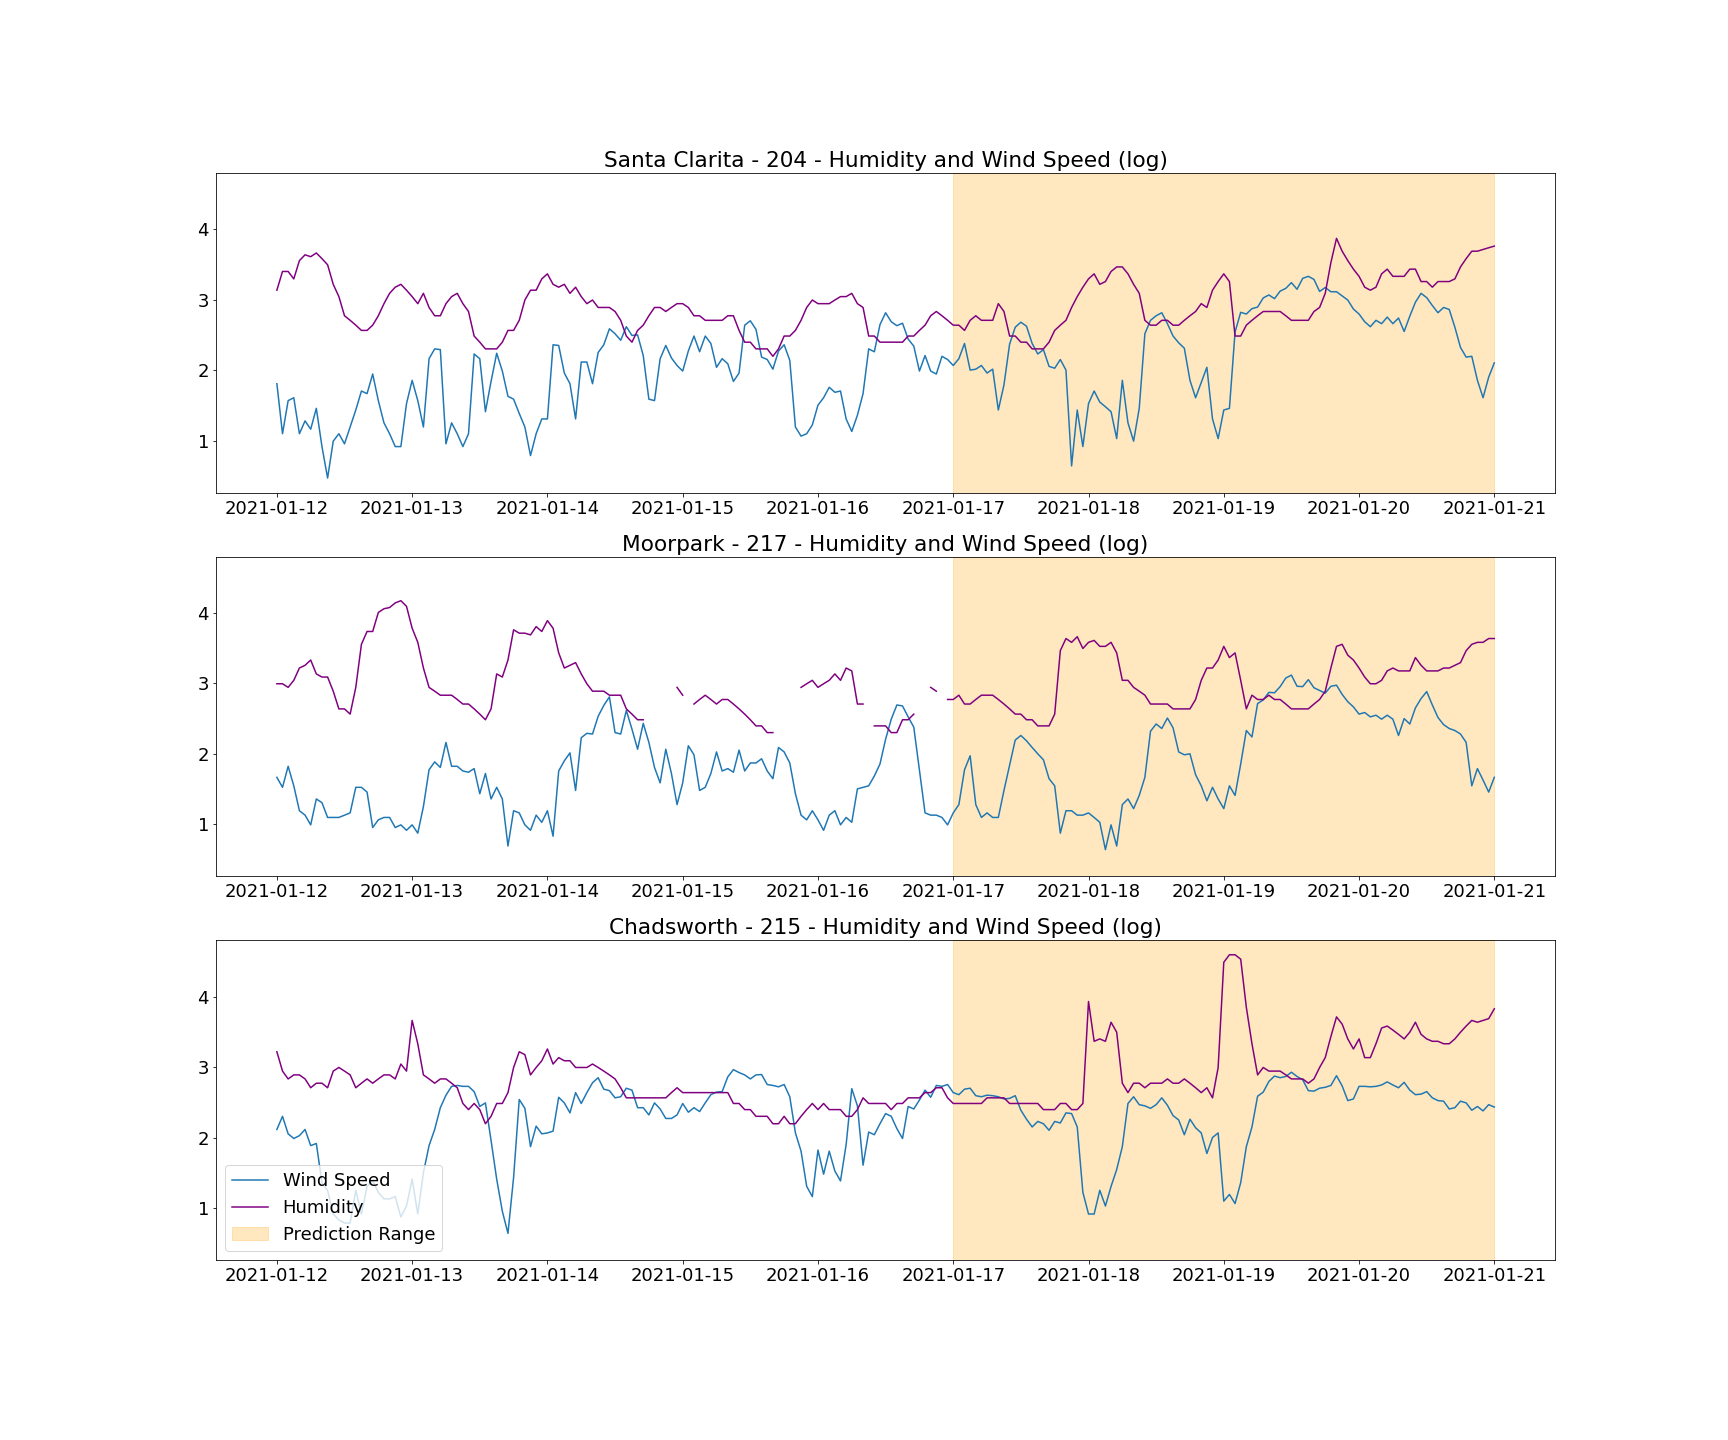 Santa Clarita - 204 - Humidity and Wind Speed (log)
4
3
2
1
2021-01-12 2021-01-13 2021-01-14 2021-01-15 2021-01-16 2021-01-17 2021-01-18 2021-01-19 2021-01-20 2021-01-21
Moorpark - 217 - Humidity and Wind Speed (log)
4
3
2
1
2021-01-12 2021-01-13 2021-01-14 2021-01-15 2021-01-16 2021-01-17 2021-01-18 2021-01-19 2021-01-20 2021-01-21
Chadsworth - 215 - Humidity and Wind Speed (log)
4
3
2
1
Wind Speed
Humidity
Prediction Range
2021-01-12 2021-01-13 2021-01-14 2021-01-15 2021-01-16 2021-01-17 2021-01-18 2021-01-19 2021-01-20 2021-01-21